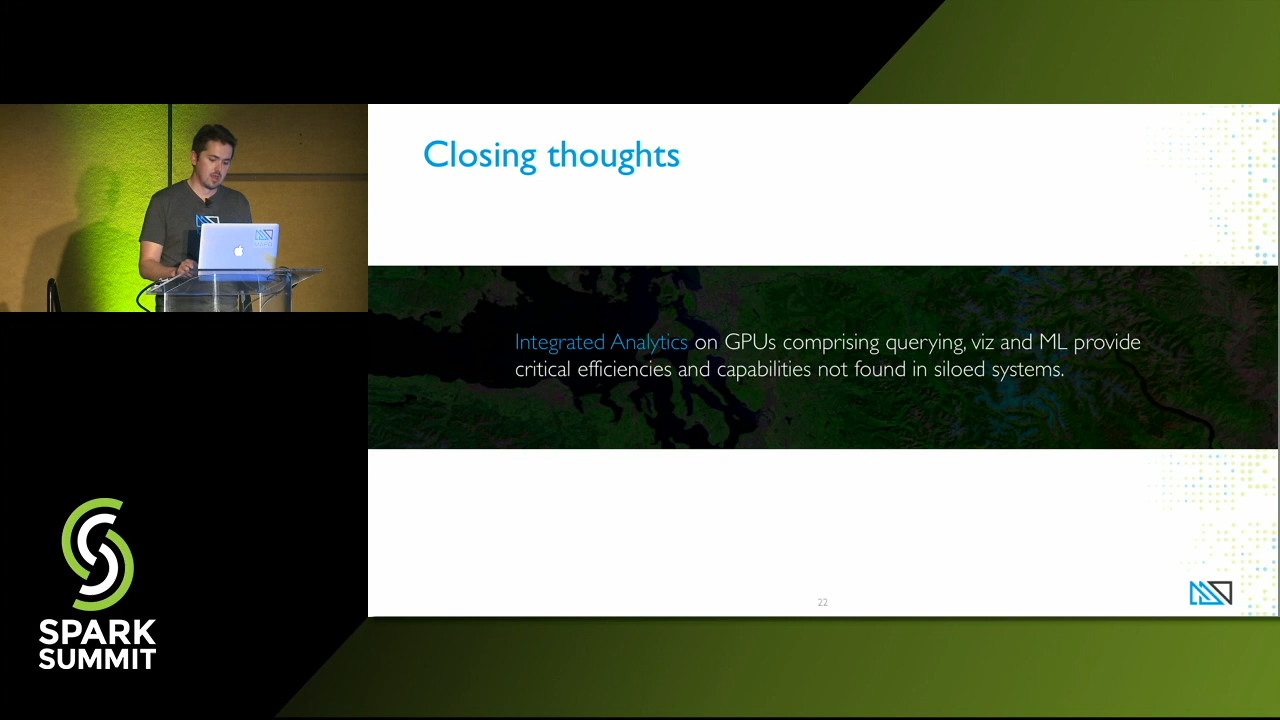 Closing thoughts
Integrated Analytics on GPUs comprising querying, viz and ML provide
critical efficiencies and capabilities not found in siloed systems.
22
SPARK
SUMMIT